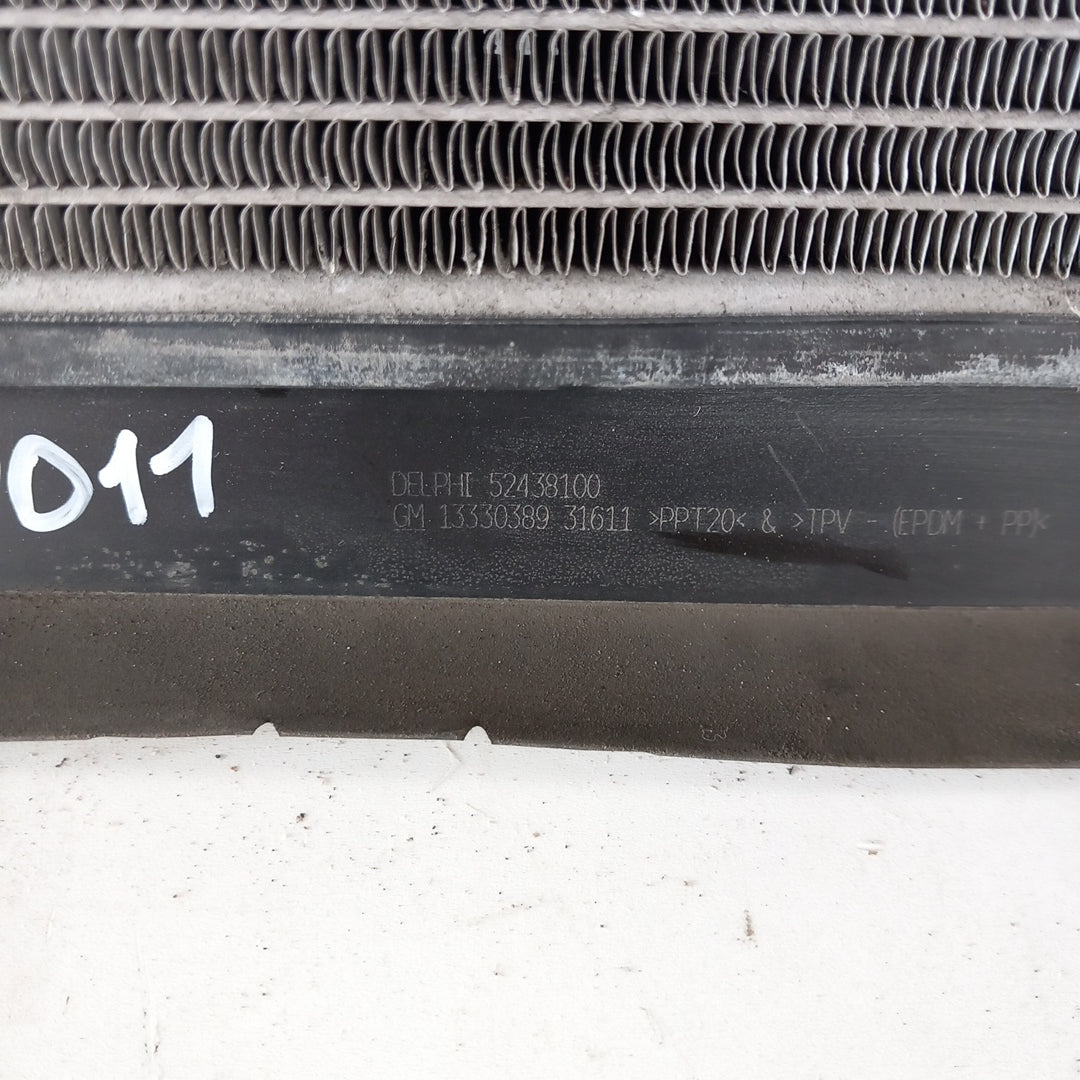 011
DELPHI 52438100
GM 13330389 31611 >PPT20< & >TPV - (EPDM + PP)<